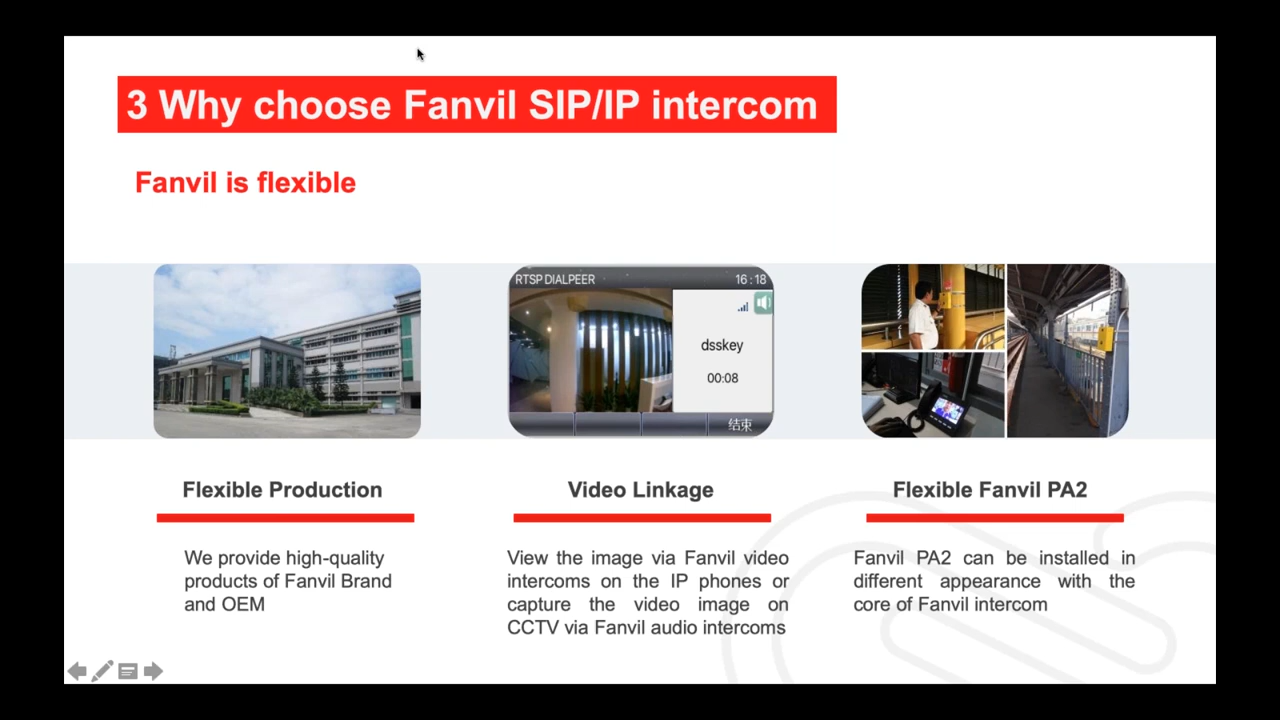 3 Why choose Fanvil SIP/IP intercom
Fanvil is flexible
RTSP DIALPEER 16:18
dsskey
00:08
结束
Flexible Production
Video Linkage
Flexible Fanvil PA2
We provide high-quality
products of Fanvil Brand
and OEM
View the image via Fanvil video
intercoms on the IP phones or
capture the video image on
CCTV via Fanvil audio intercoms
Fanvil PA2 can be installed in
different appearance with the
core of Fanvil intercom